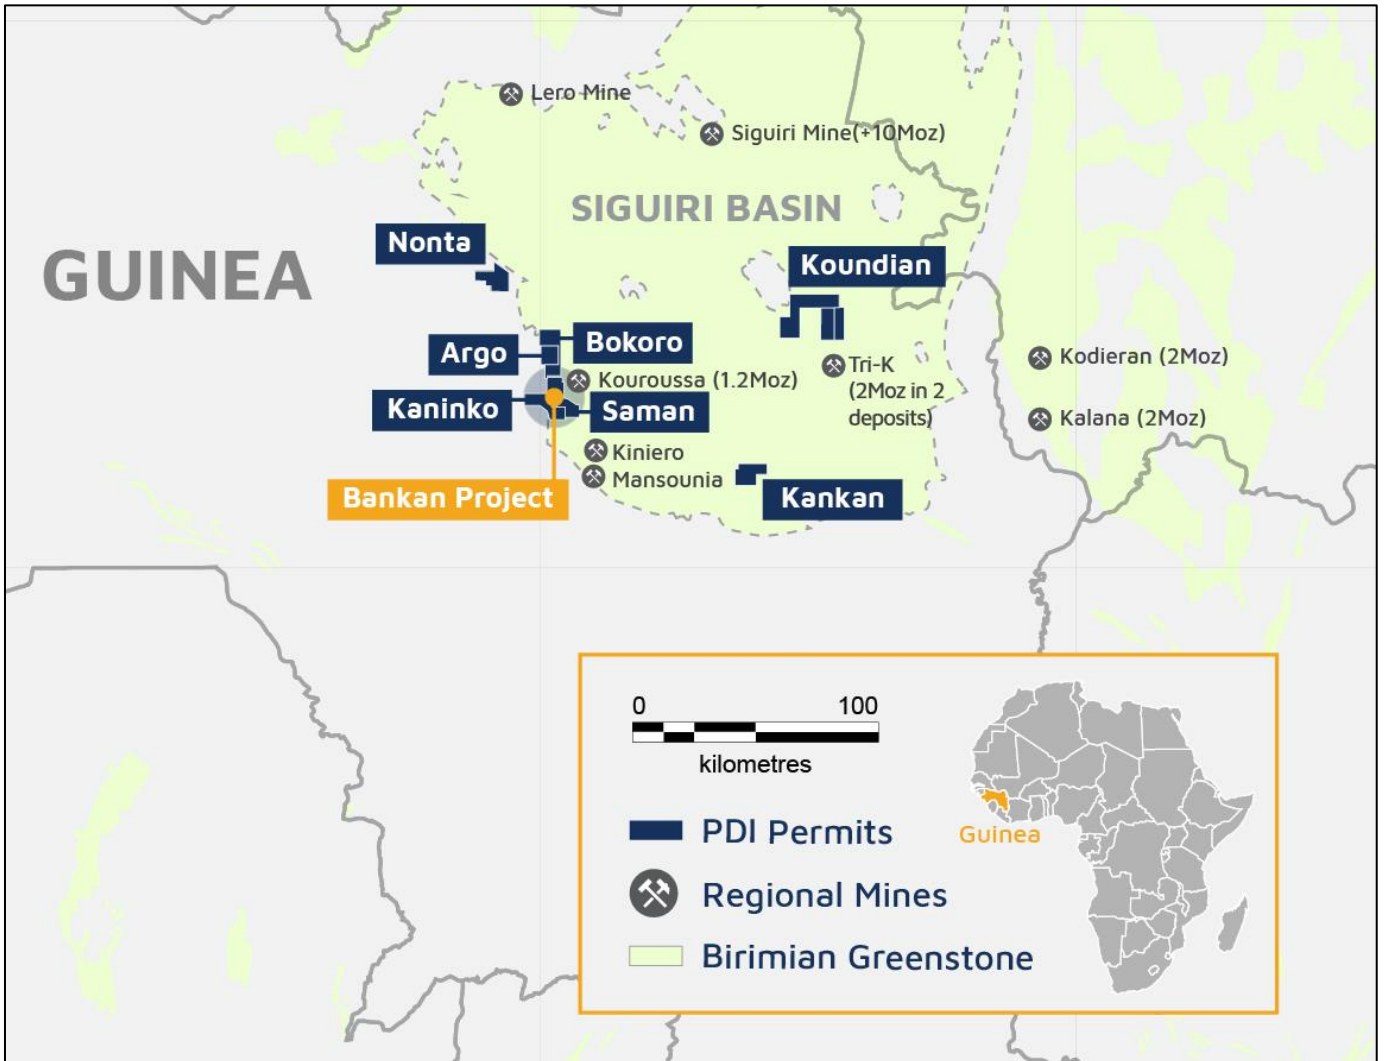 Lero Mine
Siguiri Mine(+10Moz)
SIGUIRI BASIN
Nonta
GUINEA
Koundian
Bokoro
Argo
Kouroussa (1.2Moz)
Tri-K
(2Moz in 2
deposits)
Kodieran (2Moz)
Kaninko
Saman
Kalana (2Moz)
Kiniero
Mansounia
Bankan Project
Kankan
0 100
kilometres
PDI Permits
Regional Mines
Birimian Greenstone
Guinea